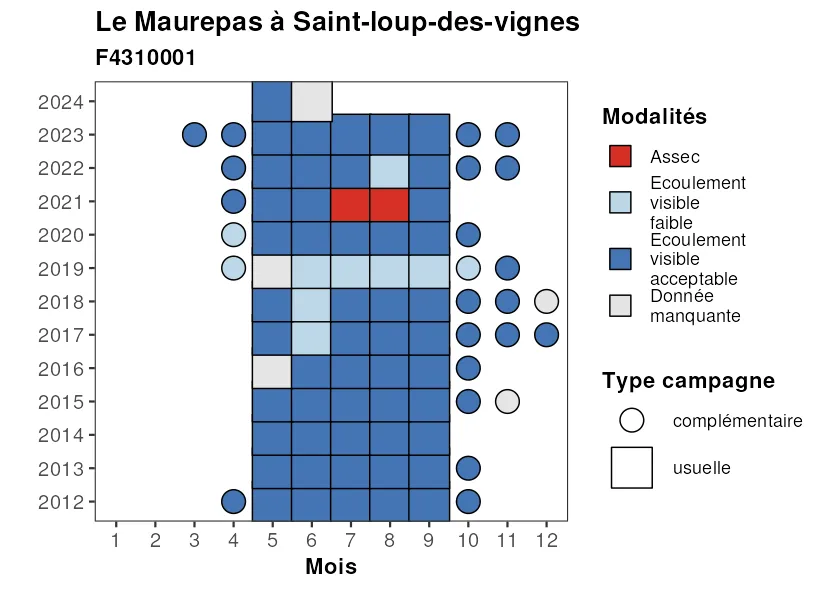 Le Maurepas à Saint-loup-des-vignes
F4310001
2024
2023
2022
2021
2020
2019
2018
2017
2016
2015
2014
2013
2012
1 2 3 4 5 6 7 8 9 10 11 12
Mois
Modalités
Assec
Ecoulement
visible
faible
Ecoulement
visible
acceptable
Donnée
manquante
Type campagne
complémentaire
usuelle